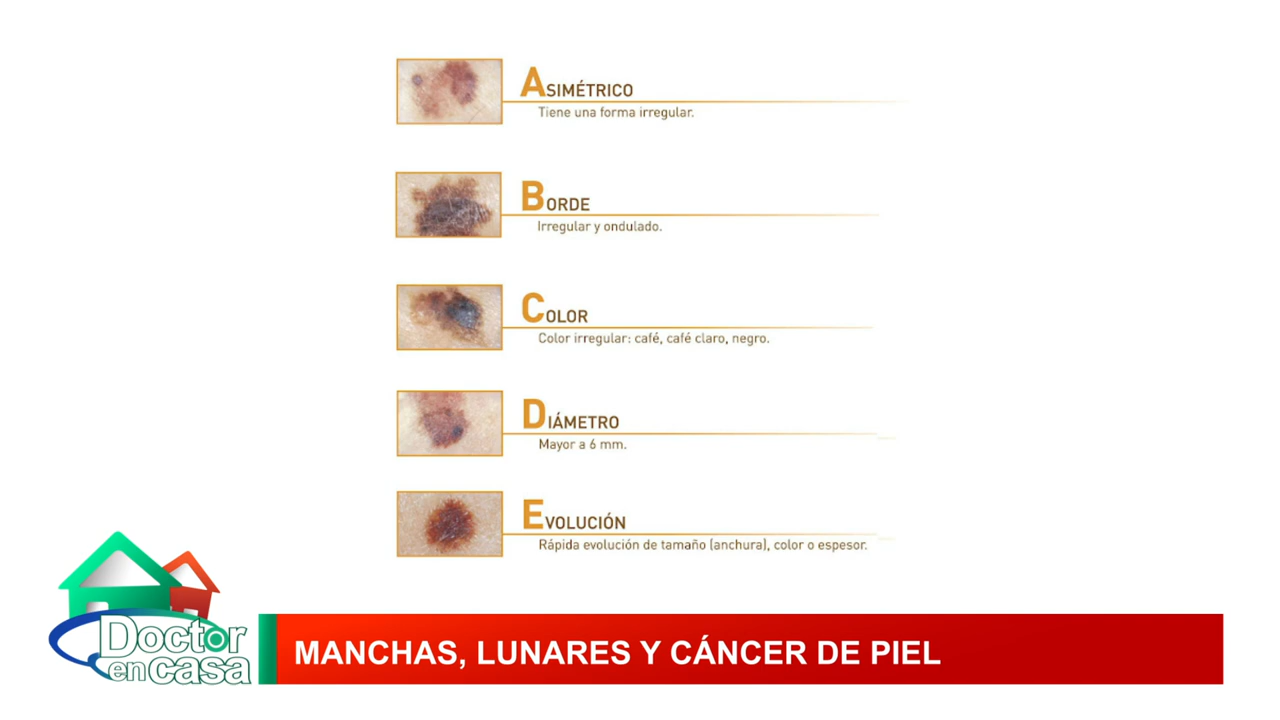 ASIMÉTRICO
Tiene una forma irregular.
BORDE
Irregular y ondulado.
COLOR
Color irregular: café, café claro, negro.
DIÁMETRO
Mayor a 6 mm.
EVOLUCIÓN
Rápida evolución de tamaño (anchura), color o espesor.
Doctor
en casa
MANCHAS, LUNARES Y CÁNCER DE PIEL